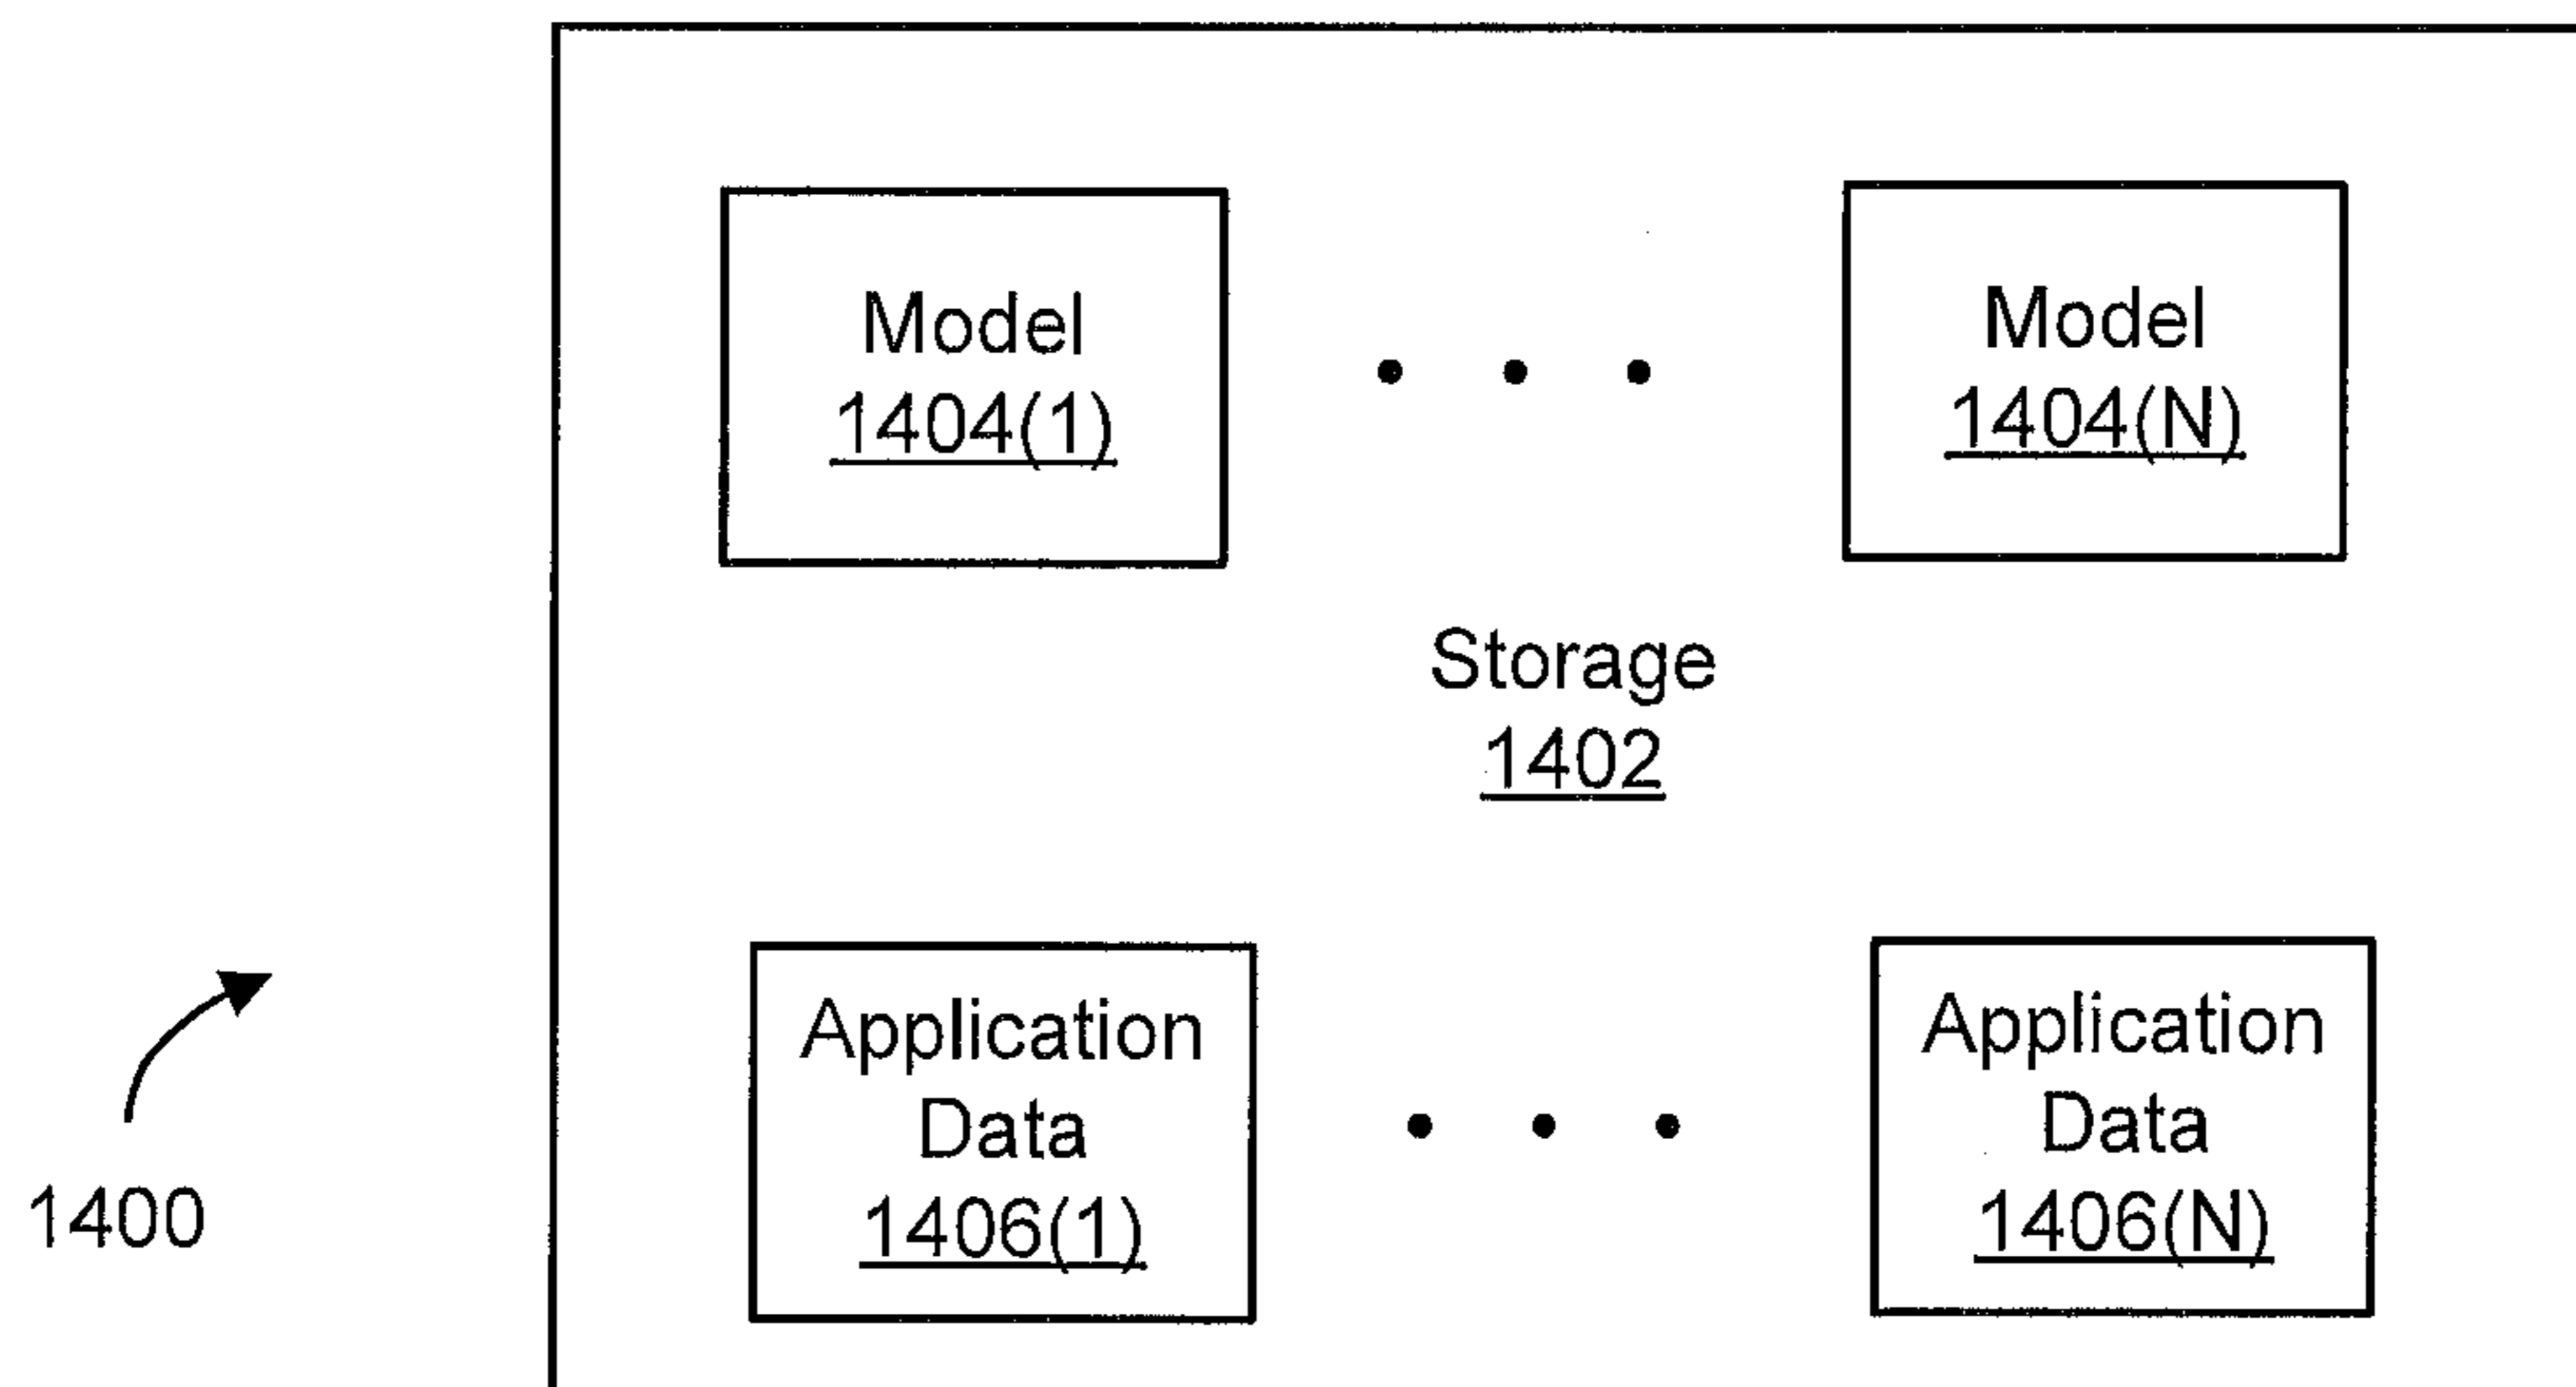 Model
1404(1)
Model
1404(N)
Storage
1402
Application
Data
1406(1)
Application
Data
1406(N)
1400